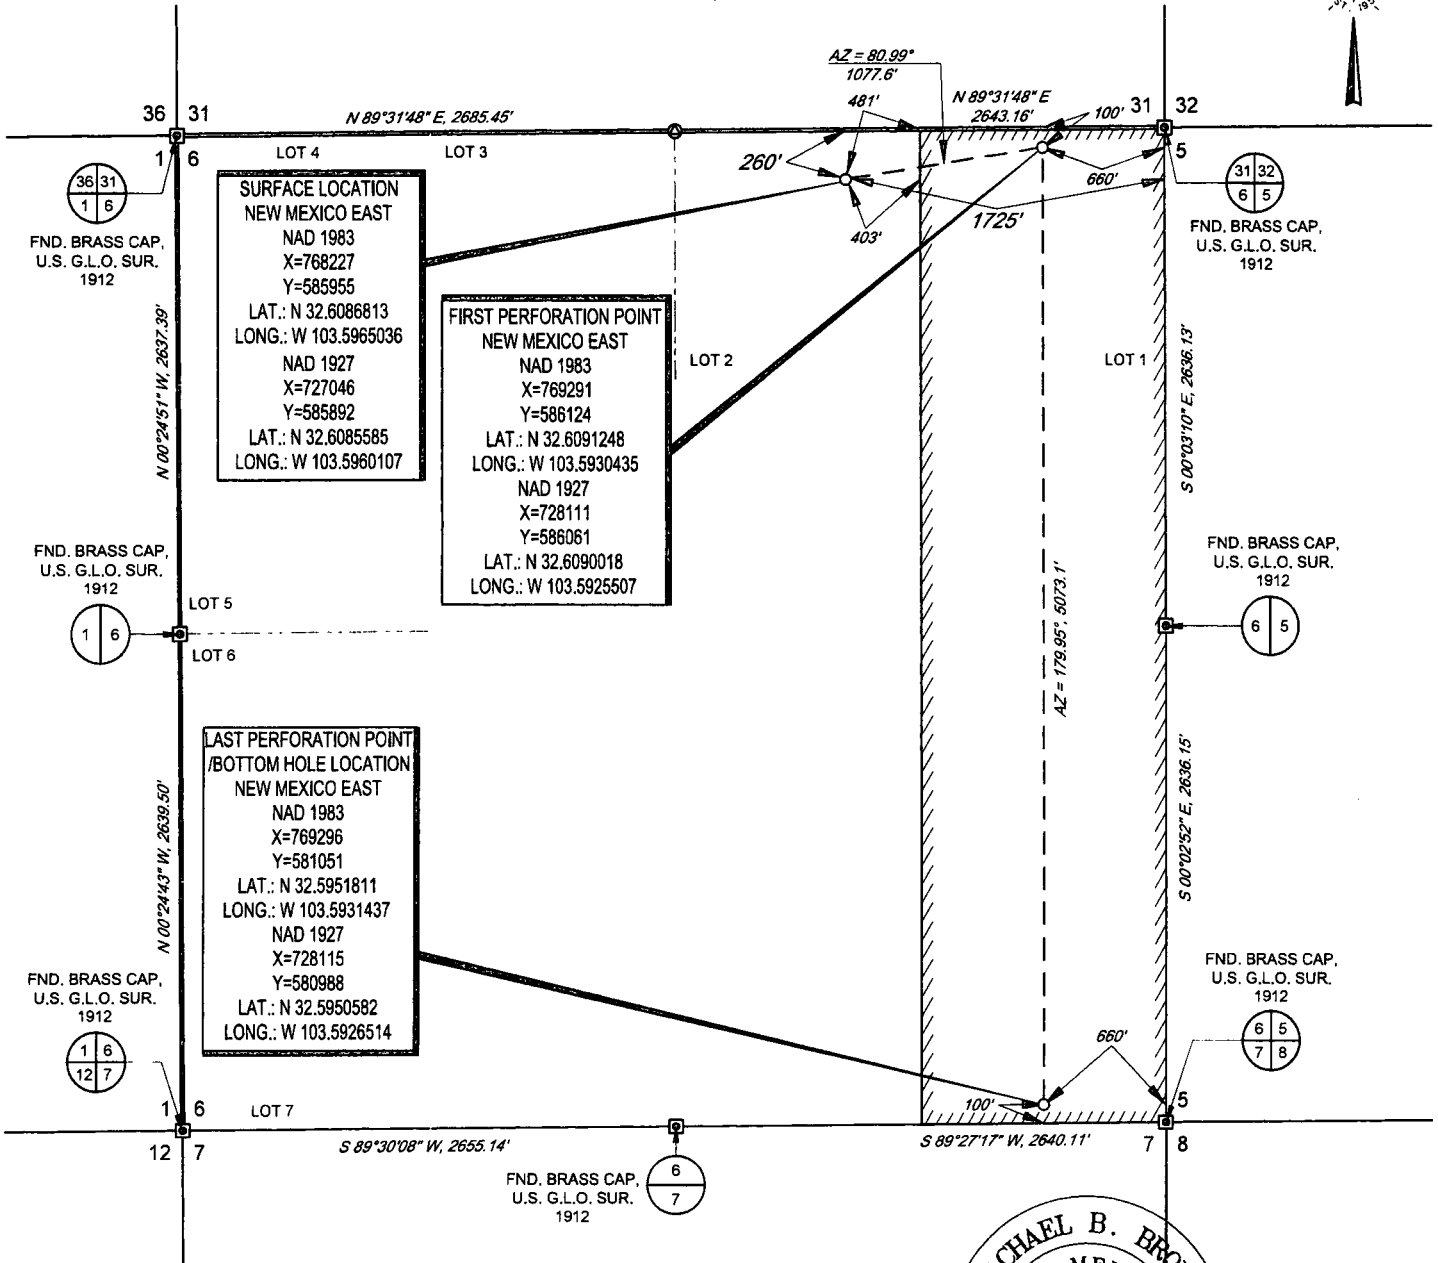 AZ = 80.99°
1077.6'
481'
N 89°31'48" E
2643.16'
100'
36 31
31 32
N 89°31'48" E, 2685.45'
1 6
LOT 4
LOT 3
5
260'
660'
1725'
403'
36 31
1 6
FND. BRASS CAP,
U.S. G.L.O. SUR.
1912
31 32
6 5
FND. BRASS CAP,
U.S. G.L.O. SUR.
1912
SURFACE LOCATION
NEW MEXICO EAST
NAD 1983
X=768227
Y=585955
LAT.: N 32.6086813
LONG.: W 103.5965036
NAD 1927
X=727046
Y=585892
LAT.: N 32.6085585
LONG.: W 103.5960107
FIRST PERFORATION POINT
NEW MEXICO EAST
NAD 1983
X=769291
Y=586124
LAT.: N 32.6091248
LONG.: W 103.5930435
NAD 1927
X=728111
Y=586061
LAT.: N 32.6090018
LONG.: W 103.5925507
LOT 2
LOT 1
N 00°24'51" W, 2637.39'
S 00°03'10" E, 2636.13'
FND. BRASS CAP,
U.S. G.L.O. SUR.
1912
1 6
LOT 5
LOT 6
FND. BRASS CAP,
U.S. G.L.O. SUR.
1912
6 5
AZ = 179.95°, 5073.1'
LAST PERFORATION POINT
/BOTTOM HOLE LOCATION
NEW MEXICO EAST
NAD 1983
X=769296
Y=581051
LAT.: N 32.5951811
LONG.: W 103.5931437
NAD 1927
X=728115
Y=580988
LAT.: N 32.5950582
LONG.: W 103.5926514
N 00°24'43" W, 2639.50'
S 00°02'52" E, 2636.15'
FND. BRASS CAP,
U.S. G.L.O. SUR.
1912
1 6
12 7
FND. BRASS CAP,
U.S. G.L.O. SUR.
1912
6 5
7 8
660'
100'
1 6
LOT 7
5
12 7
S 89°30'08" W, 2655.14'
S 89°27'17" W, 2640.11'
7 8
FND. BRASS CAP,
U.S. G.L.O. SUR.
1912
6
7
MICHAEL B.